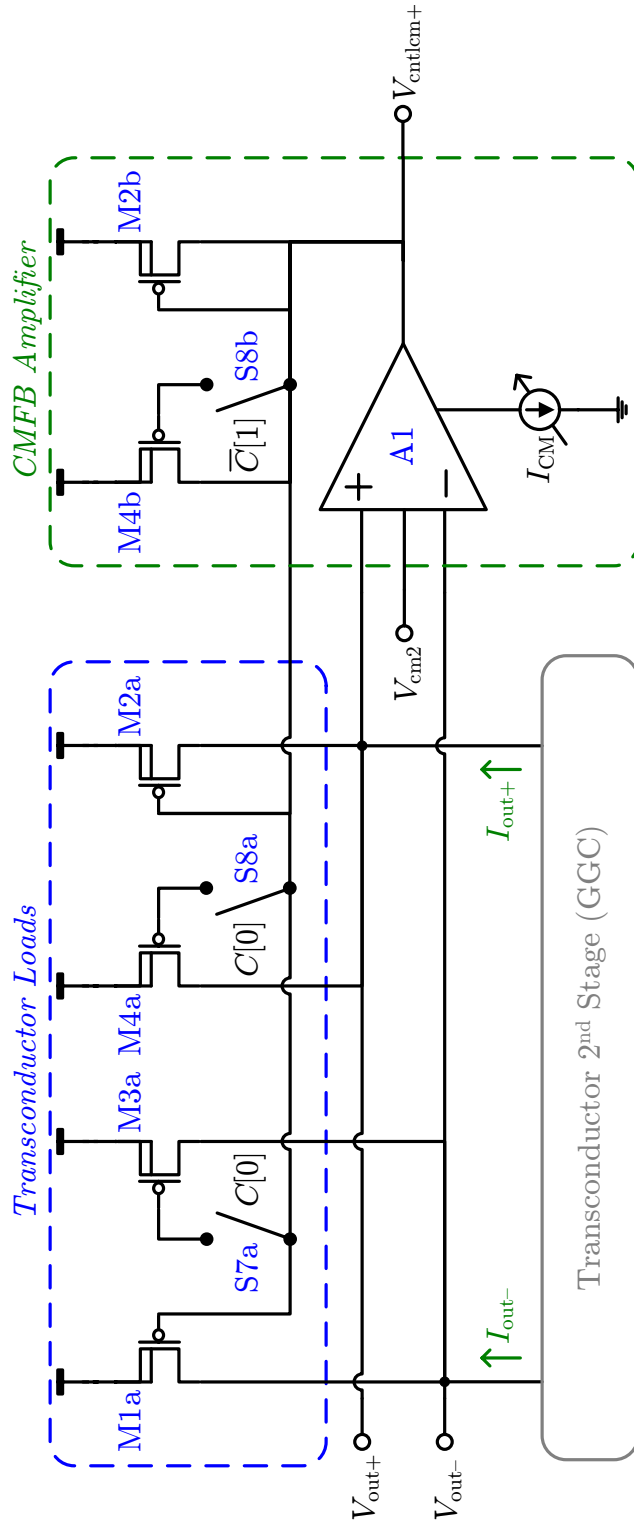 Transconductor Loads
CMFB Amplifier
M1a
M3a
M4a
M2a
M4b
M2b
S7a
C[0]
C[0]
S8a
C̅[1]
S8b
V_out+
V_out–
V_cm2
+
A1
−
V_cntlcm+
I_CM
I_out–
I_out+
Transconductor 2nd Stage (GGC)